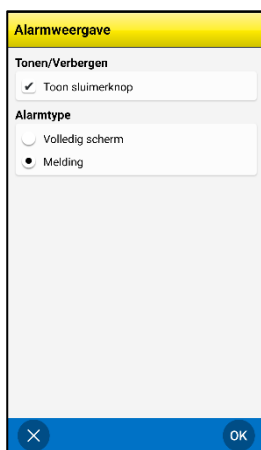 Alarmweergave
Tonen/Verbergen
Toon sluimerknop
Alarmtype
Volledig scherm
Melding
OK